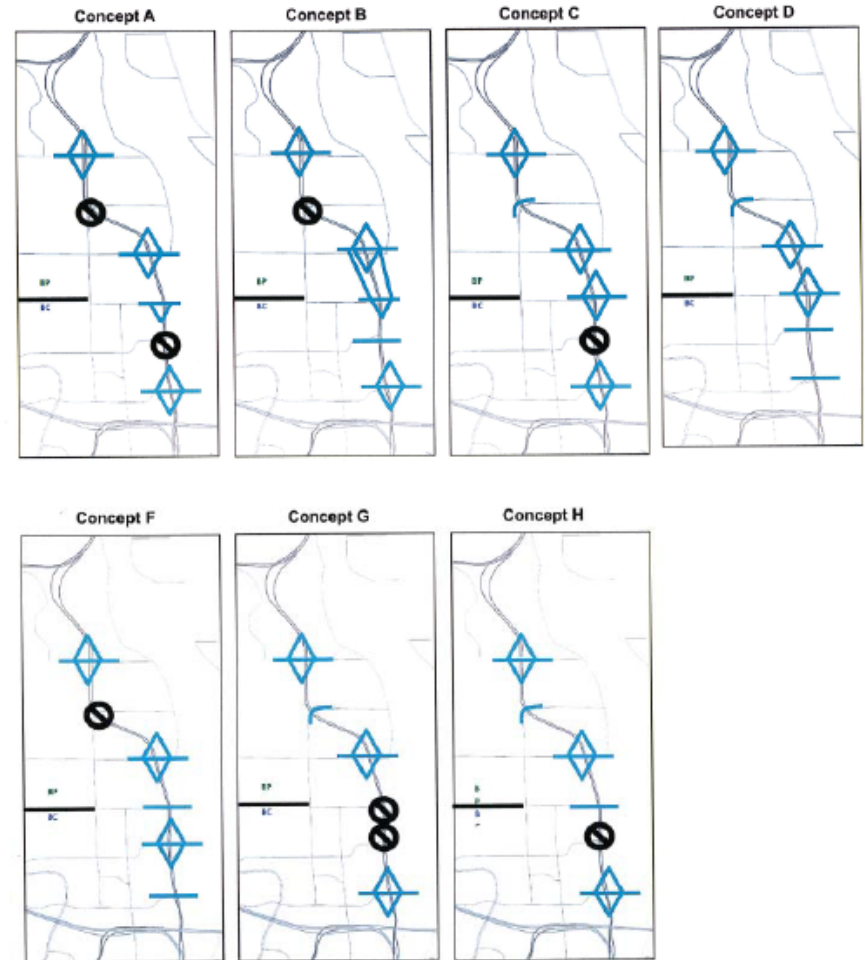 Concept A
Concept B
Concept C
Concept D
BP
BC
BP
BC
BP
BC
BP
BC
Concept F
Concept G
Concept H
BP
BC
BP
BC
B
P
B